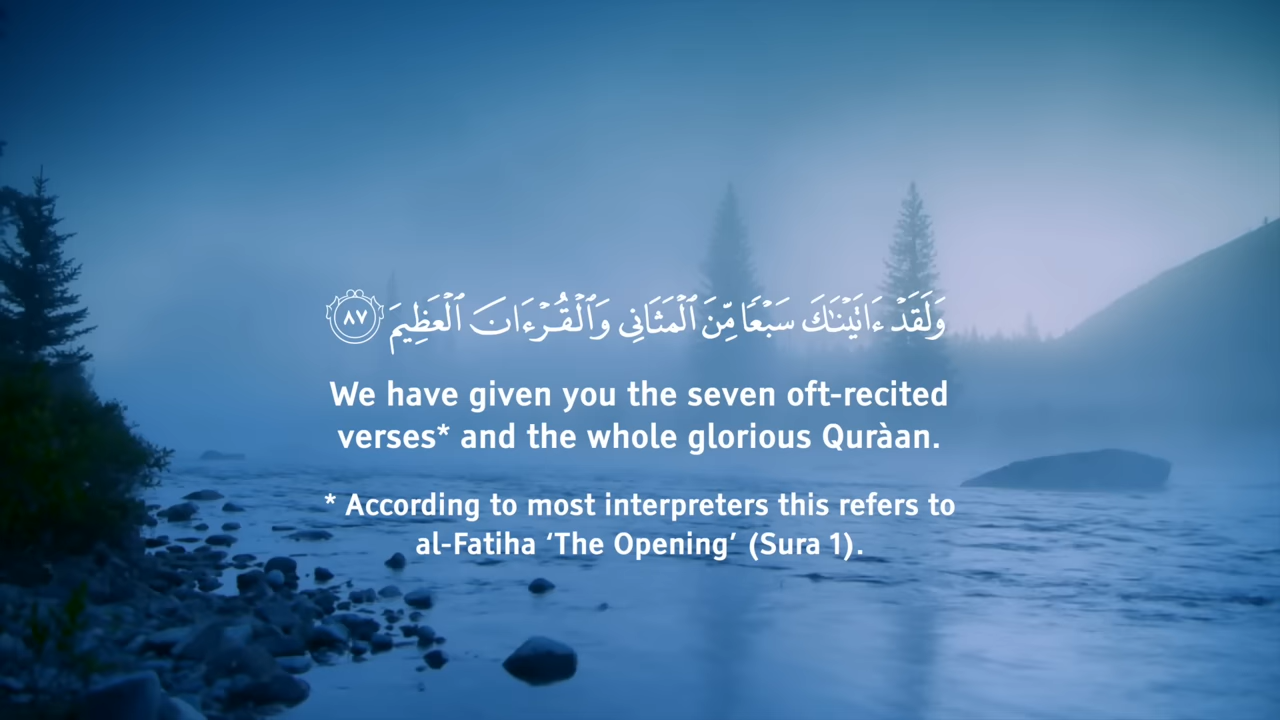 وَلَقَدْ ءَاتَيْنَٰكَ سَبْعًا مِّنَ ٱلْمَثَانِى وَٱلْقُرْءَانَ ٱلْعَظِيمَ ٨٧
We have given you the seven oft-recited
verses* and the whole glorious Quràan.
* According to most interpreters this refers to
al-Fatiha ‘The Opening’ (Sura 1).